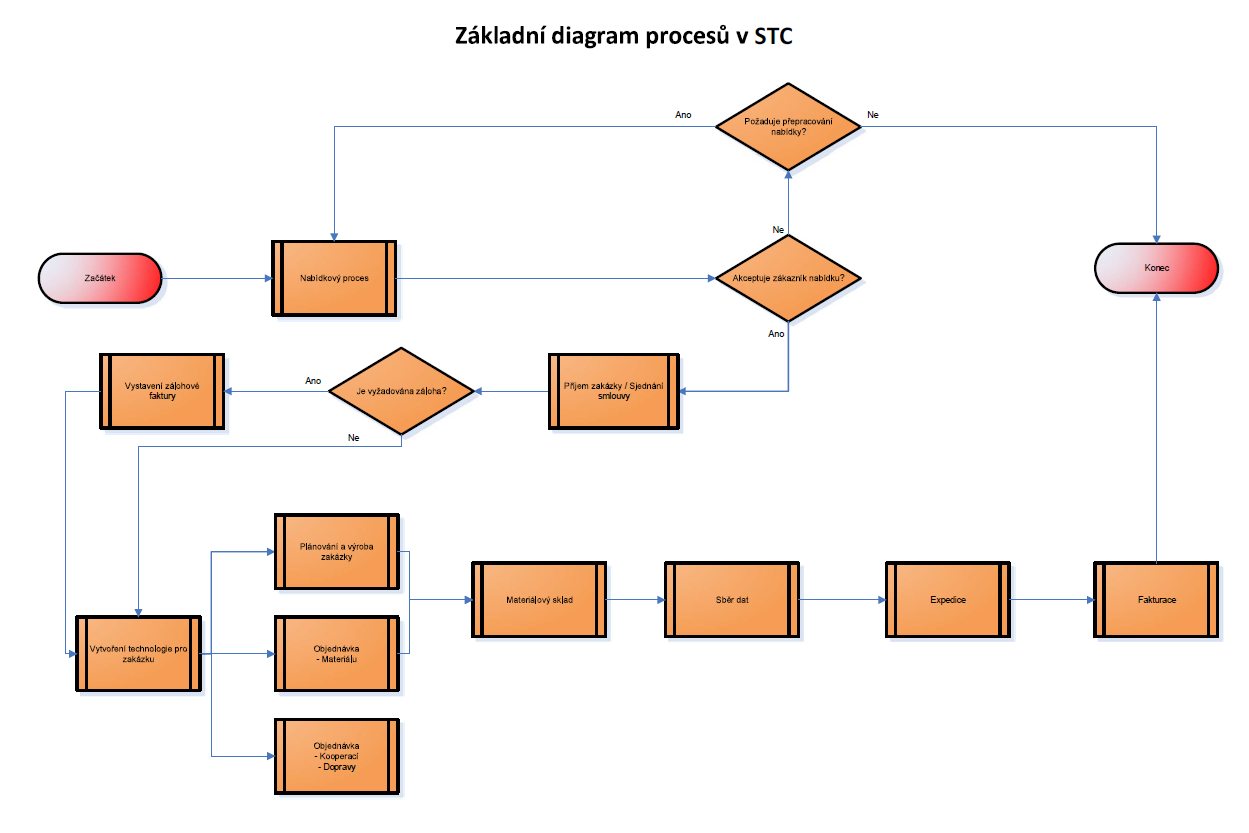 Základní diagram procesů v STC
Ano
Požaduje přepracování
nabídky?
Ne
Ne
Začátek
Nabídkový proces
Akceptuje zákazník nabídku?
Konec
Ano
Vystavení zálohové
faktury
Ano
Je vyžadována záloha?
Příjem zakázky / Sjednání
smlouvy
Ne
Plánování a výroba
zakázky
Materiálový sklad
Sběr dat
Expedice
Fakturace
Vytvoření technologie pro
zakázku
Objednávka
- Materiálu
Objednávka
- Kooperací
- Dopravy